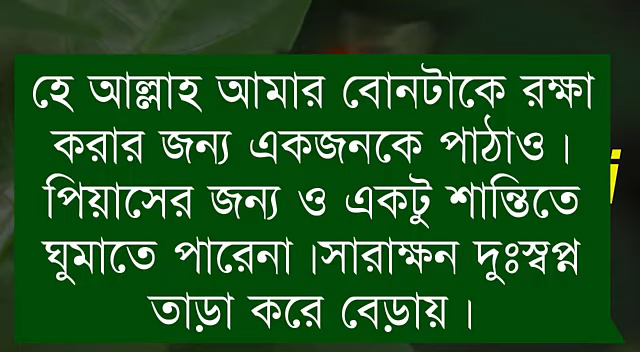 হে আল্লাহ আমার বোনটাকে রক্ষা
করার জন্য একজনকে পাঠাও।
পিয়াসের জন্য ও একটু শান্তিতে
ঘুমাতে পারেনা।সারাক্ষন দুঃস্বপ্ন
তাড়া করে বেড়ায়।